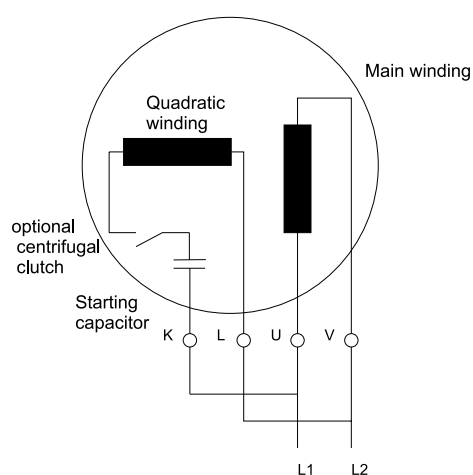 Main winding
Quadratic
winding
optional
centrifugal
clutch
Starting
capacitor
K L U V
L1 L2